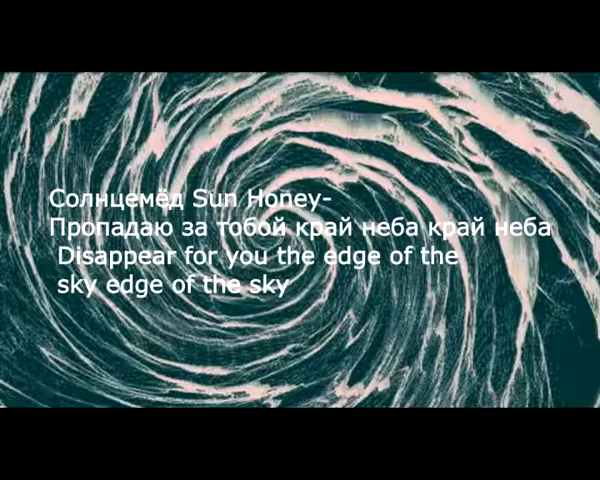 Солнцемёд Sun Honey-
Пропадаю за тобой край неба край неба
Disappear for you the edge of the
sky edge of the sky